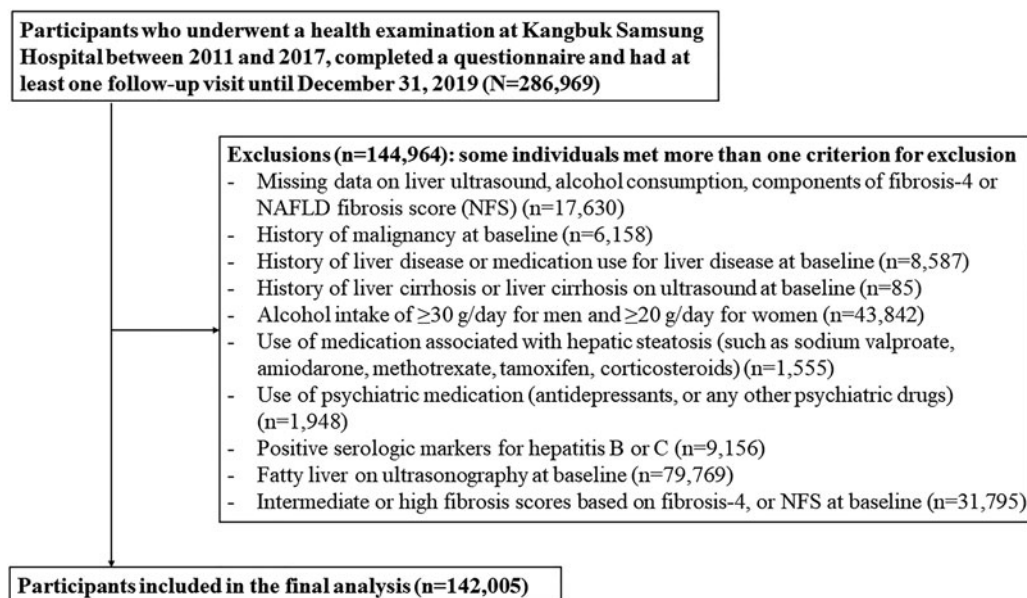 Participants who underwent a health examination at Kangbuk Samsung
Hospital between 2011 and 2017, completed a questionnaire and had at
least one follow-up visit until December 31, 2019 (N=286,969)
Exclusions (n=144,964): some individuals met more than one criterion for exclusion
- Missing data on liver ultrasound, alcohol consumption, components of fibrosis-4 or
NAFLD fibrosis score (NFS) (n=17,630)
- History of malignancy at baseline (n=6,158)
- History of liver disease or medication use for liver disease at baseline (n=8,587)
- History of liver cirrhosis or liver cirrhosis on ultrasound at baseline (n=85)
- Alcohol intake of ≥30 g/day for men and ≥20 g/day for women (n=43,842)
- Use of medication associated with hepatic steatosis (such as sodium valproate,
amiodarone, methotrexate, tamoxifen, corticosteroids) (n=1,555)
- Use of psychiatric medication (antidepressants, or any other psychiatric drugs)
(n=1,948)
- Positive serologic markers for hepatitis B or C (n=9,156)
- Fatty liver on ultrasonography at baseline (n=79,769)
- Intermediate or high fibrosis scores based on fibrosis-4, or NFS at baseline (n=31,795)
Participants included in the final analysis (n=142,005)